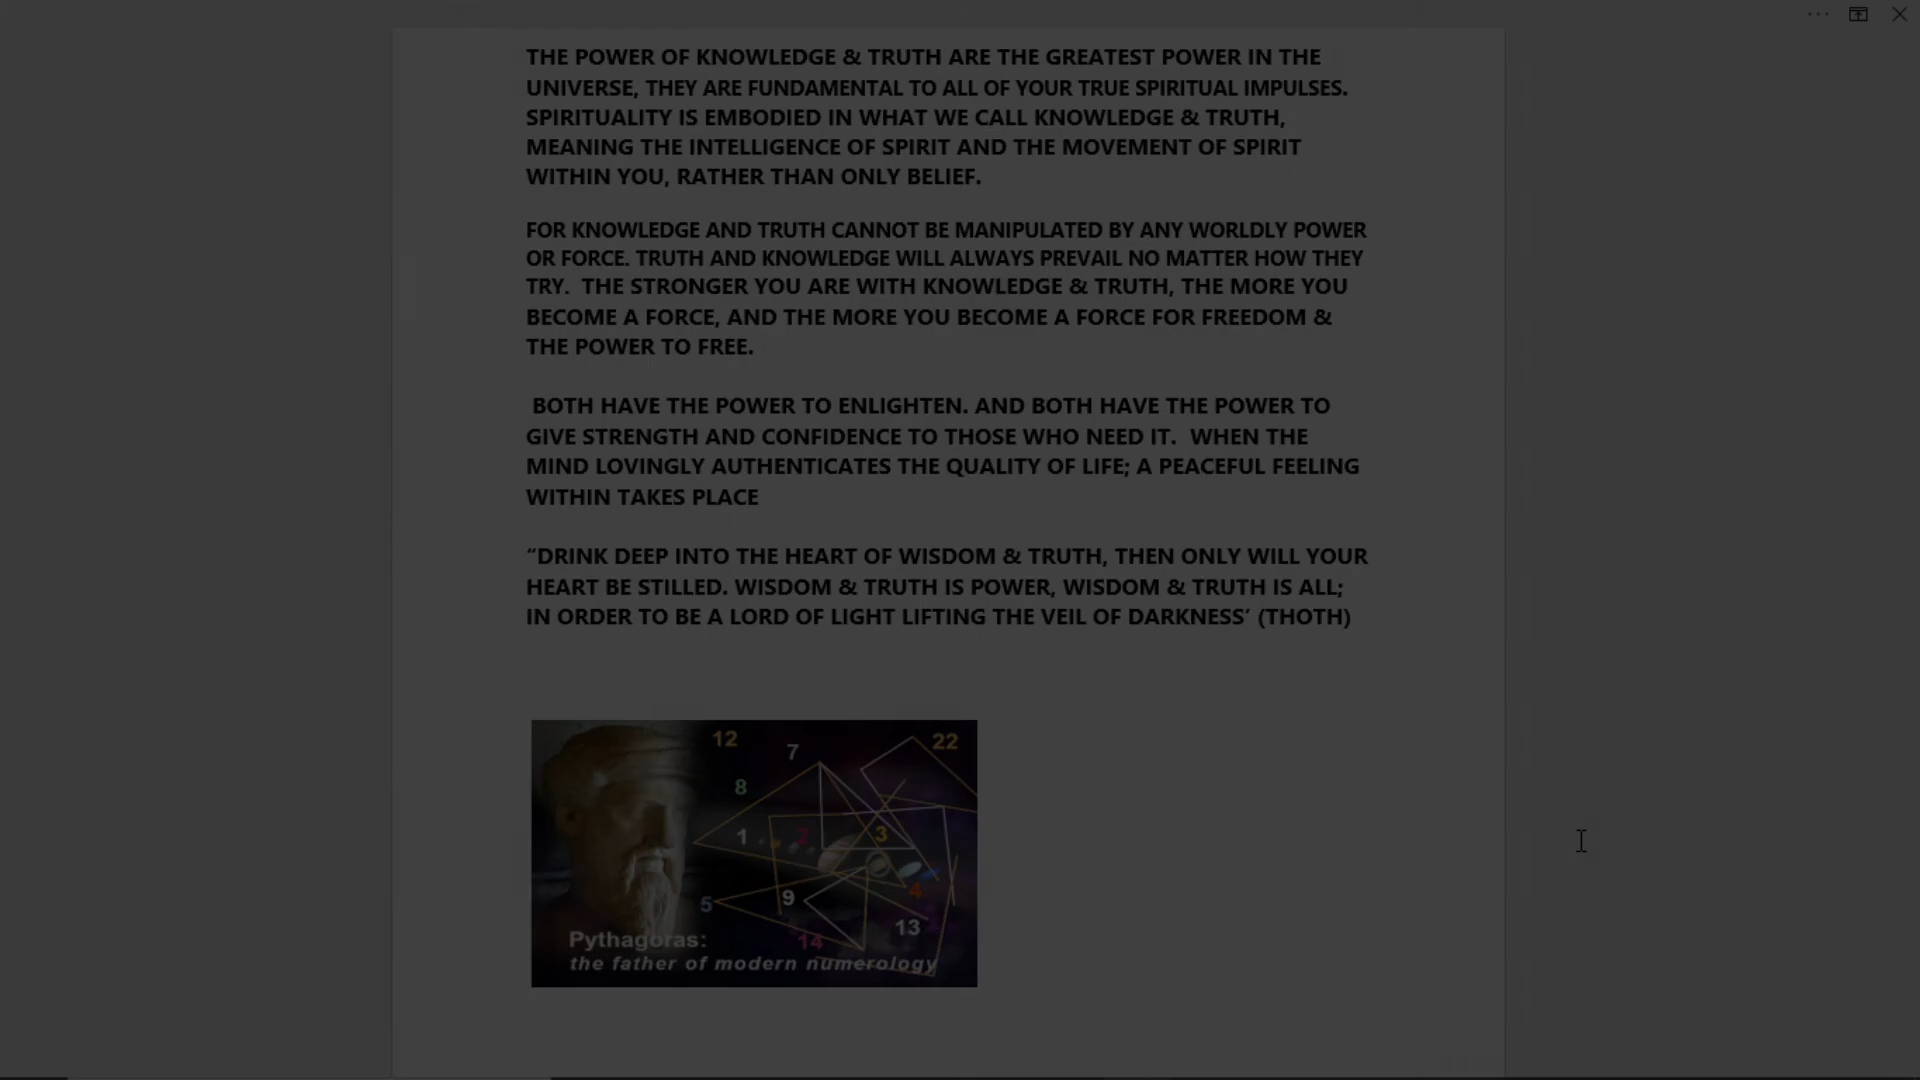 THE POWER OF KNOWLEDGE & TRUTH ARE THE GREATEST POWER IN THE
UNIVERSE, THEY ARE FUNDAMENTAL TO ALL OF YOUR TRUE SPIRITUAL IMPULSES.
SPIRITUALITY IS EMBODIED IN WHAT WE CALL KNOWLEDGE & TRUTH,
MEANING THE INTELLIGENCE OF SPIRIT AND THE MOVEMENT OF SPIRIT
WITHIN YOU, RATHER THAN ONLY BELIEF.
FOR KNOWLEDGE AND TRUTH CANNOT BE MANIPULATED BY ANY WORLDLY POWER
OR FORCE. TRUTH AND KNOWLEDGE WILL ALWAYS PREVAIL NO MATTER HOW THEY
TRY.  THE STRONGER YOU ARE WITH KNOWLEDGE & TRUTH, THE MORE YOU
BECOME A FORCE, AND THE MORE YOU BECOME A FORCE FOR FREEDOM &
THE POWER TO FREE.
BOTH HAVE THE POWER TO ENLIGHTEN. AND BOTH HAVE THE POWER TO
GIVE STRENGTH AND CONFIDENCE TO THOSE WHO NEED IT.  WHEN THE
MIND LOVINGLY AUTHENTICATES THE QUALITY OF LIFE; A PEACEFUL FEELING
WITHIN TAKES PLACE
“DRINK DEEP INTO THE HEART OF WISDOM & TRUTH, THEN ONLY WILL YOUR
HEART BE STILLED. WISDOM & TRUTH IS POWER, WISDOM & TRUTH IS ALL;
IN ORDER TO BE A LORD OF LIGHT LIFTING THE VEIL OF DARKNESS’ (THOTH)
12 7 22
8
1 2 3
4
5 9
13
14
Pythagoras:
the father of modern numerology